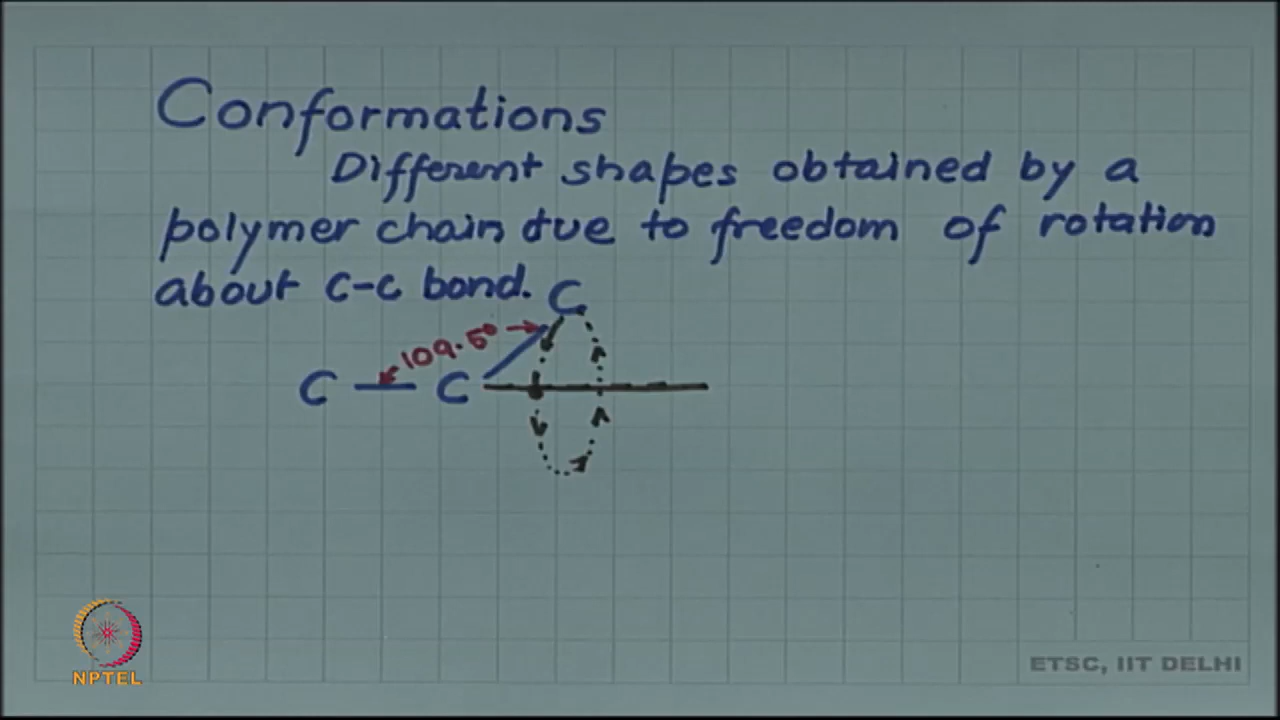 Conformations
Different shapes obtained by a
polymer chain due to freedom of rotation
about C-C bond.
C
109.5°
C — C
NPTEL
ETSC, IIT DELHI